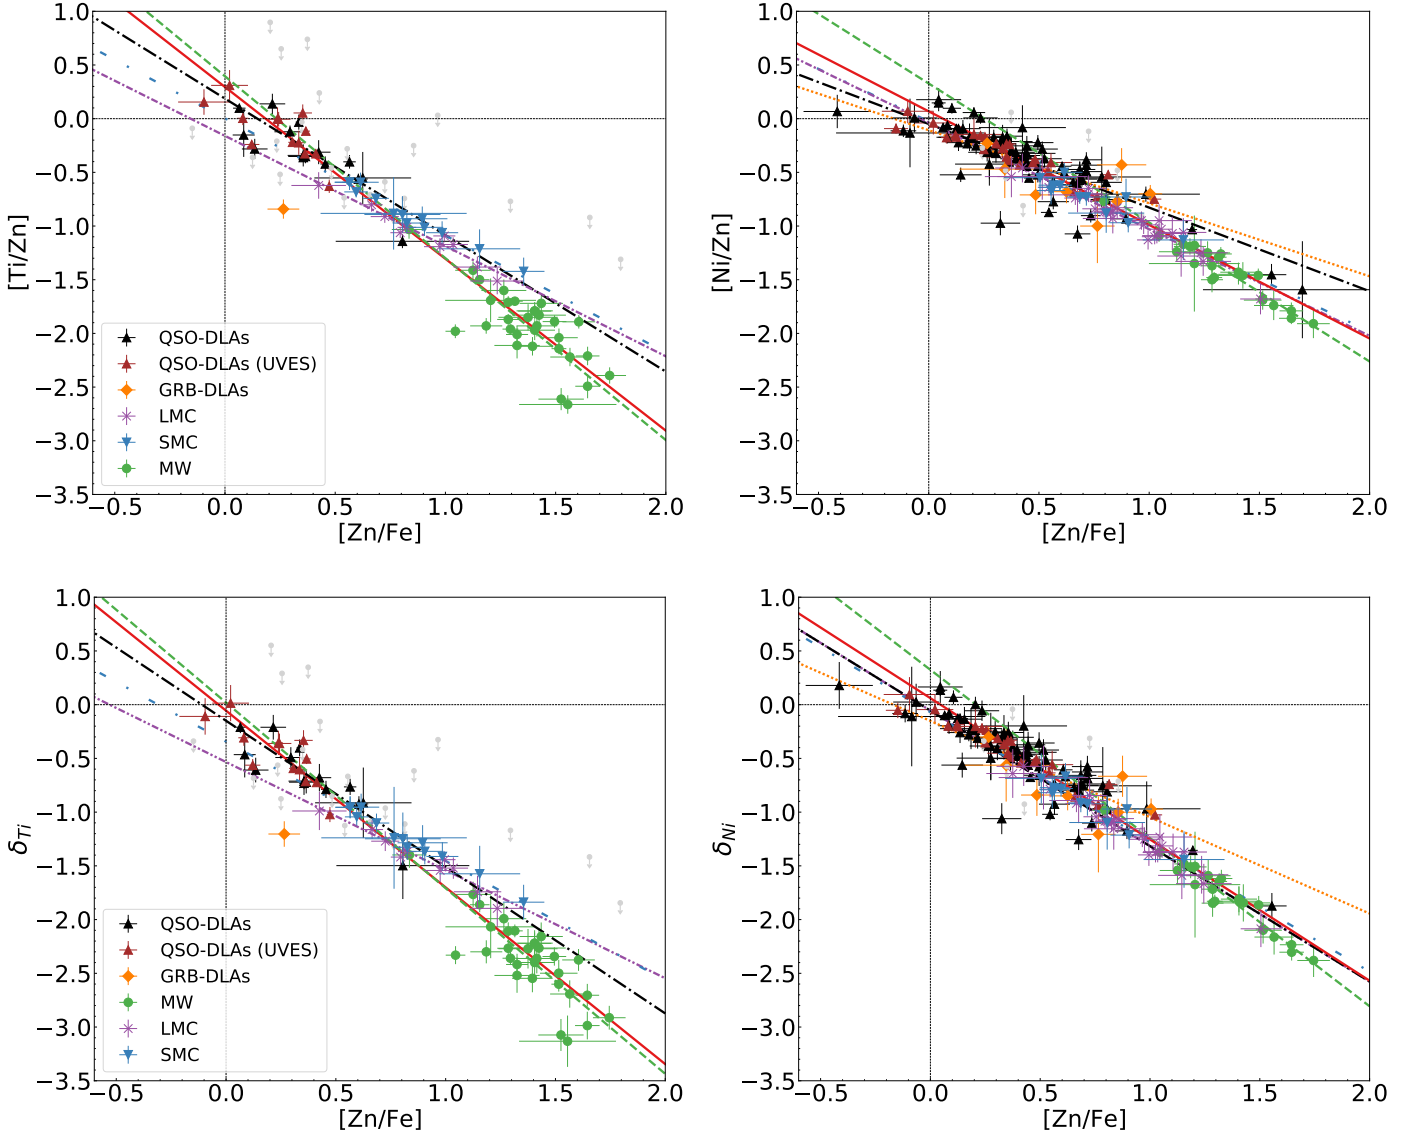 1.0
0.5
0.0
−0.5
−1.0
−1.5
−2.0
−2.5
−3.0
−3.5
[Ti/Zn]
QSO-DLAs
QSO-DLAs (UVES)
GRB-DLAs
LMC
SMC
MW
−0.5 0.0 0.5 1.0 1.5 2.0
[Zn/Fe]
1.0
0.5
0.0
−0.5
−1.0
−1.5
−2.0
−2.5
−3.0
−3.5
[Ni/Zn]
−0.5 0.0 0.5 1.0 1.5 2.0
[Zn/Fe]
1.0
0.5
0.0
−0.5
−1.0
−1.5
−2.0
−2.5
−3.0
−3.5
δTi
QSO-DLAs
QSO-DLAs (UVES)
GRB-DLAs
MW
LMC
SMC
−0.5 0.0 0.5 1.0 1.5 2.0
[Zn/Fe]
1.0
0.5
0.0
−0.5
−1.0
−1.5
−2.0
−2.5
−3.0
−3.5
δNi
−0.5 0.0 0.5 1.0 1.5 2.0
[Zn/Fe]